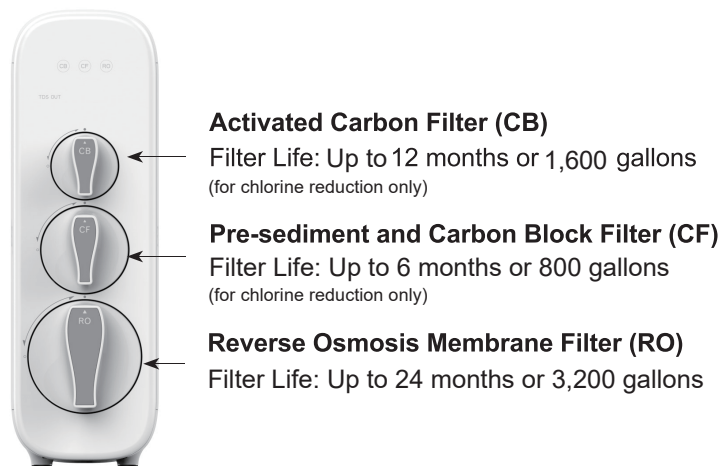 CB CF RO
TDS OUT
CB
CF
RO
Activated Carbon Filter (CB)
Filter Life: Up to 12 months or 1,600 gallons
(for chlorine reduction only)
Pre-sediment and Carbon Block Filter (CF)
Filter Life: Up to 6 months or 800 gallons
(for chlorine reduction only)
Reverse Osmosis Membrane Filter (RO)
Filter Life: Up to 24 months or 3,200 gallons